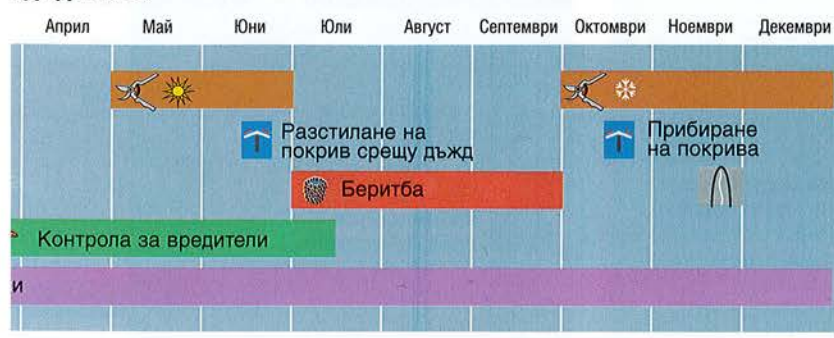 Април Май Юни Юли Август Септември Октомври Ноември Декември
Разстилане на
покрив срещу дъжд
Прибиране
на покрива
Беритба
Контрола за вредители
и